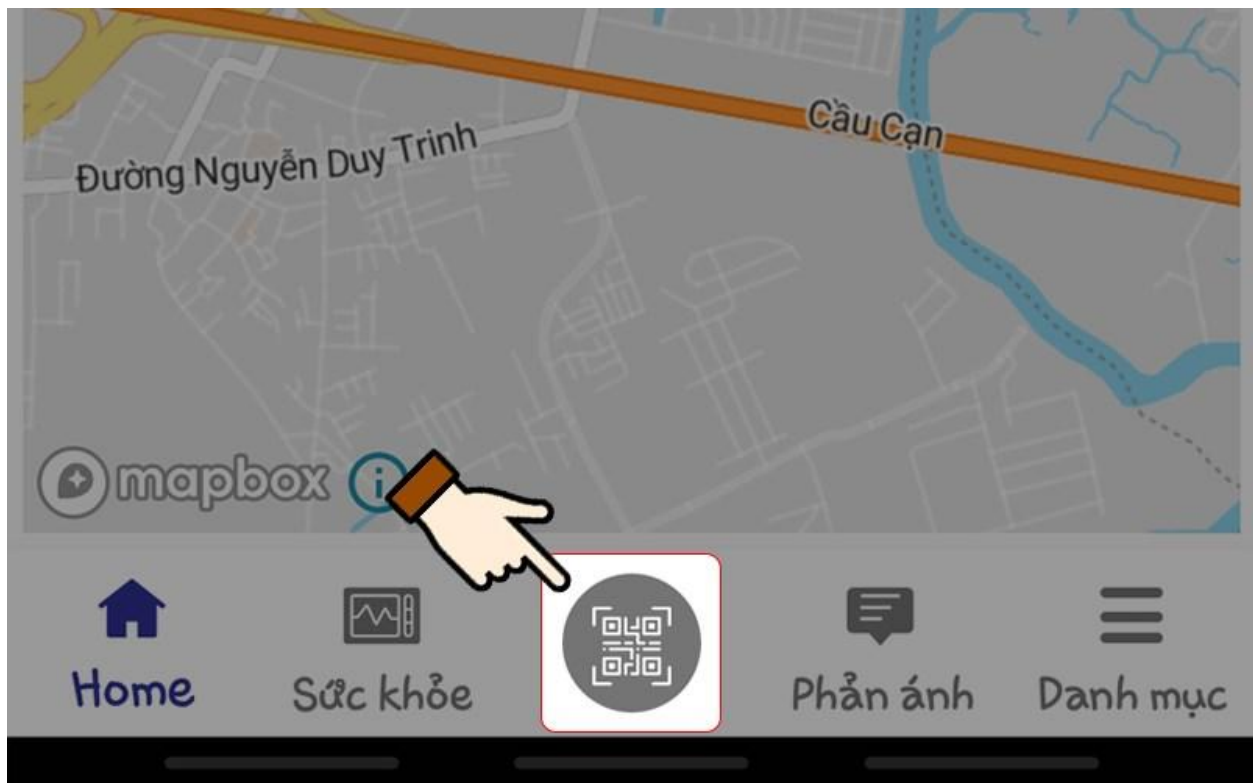 Cầu Cạn
Đường Nguyễn Duy Trinh
mapbox
Home
Sức khỏe
Phản ánh
Danh mục